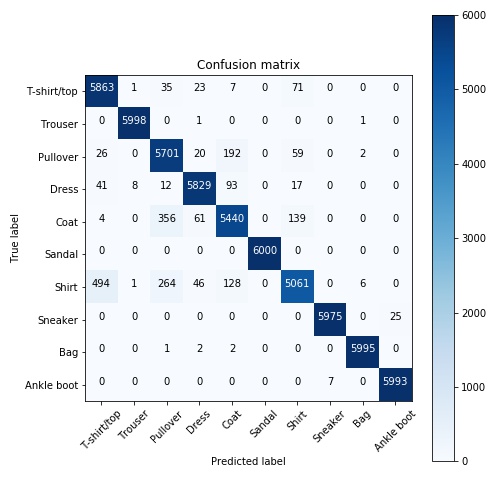 Confusion matrix
6000
5000
4000
3000
2000
1000
0
True label
T-shirt/top 5863 1 35 23 7 0 71 0 0 0
Trouser 0 5998 0 1 0 0 0 0 1 0
Pullover 26 0 5701 20 192 0 59 0 2 0
Dress 41 8 12 5829 93 0 17 0 0 0
Coat 4 0 356 61 5440 0 139 0 0 0
Sandal 0 0 0 0 0 6000 0 0 0 0
Shirt 494 1 264 46 128 0 5061 0 6 0
Sneaker 0 0 0 0 0 0 0 5975 0 25
Bag 0 0 1 2 2 0 0 0 5995 0
Ankle boot 0 0 0 0 0 0 0 7 0 5993
T-shirt/top Trouser Pullover Dress Coat Sandal Shirt Sneaker Bag Ankle boot
Predicted label